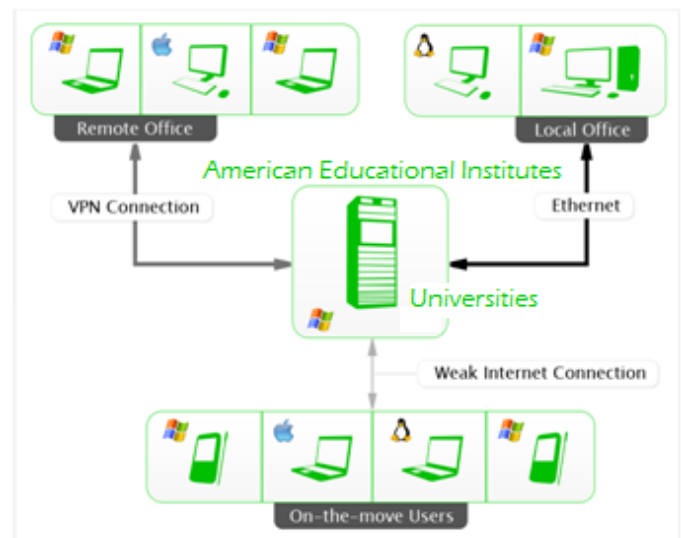 Remote Office
Local Office
American Educational Institutes
VPN Connection
Ethernet
Universities
Weak Internet Connection
On-the-move Users